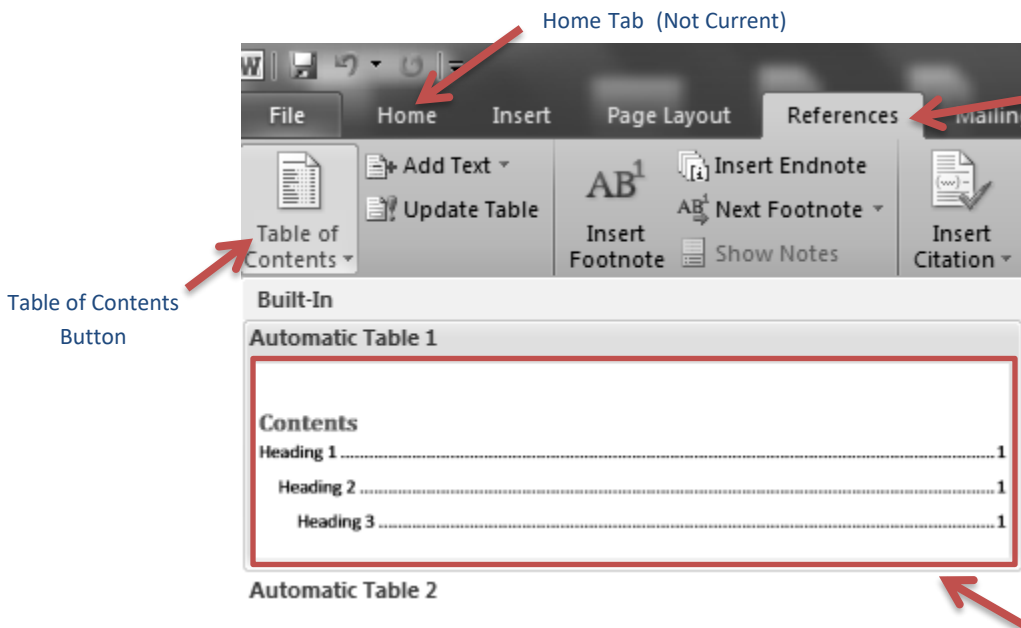 Home Tab (Not Current)
W
File Home Insert Page Layout References Mailin
Add Text
Update Table
Table of
Contents
AB1
Insert
Footnote
Insert Endnote
AB1 Next Footnote
Show Notes
Insert
Citation
Table of Contents
Button
Built-In
Automatic Table 1
Contents
Heading 1 ... 1
Heading 2 ... 1
Heading 3 ... 1
Automatic Table 2